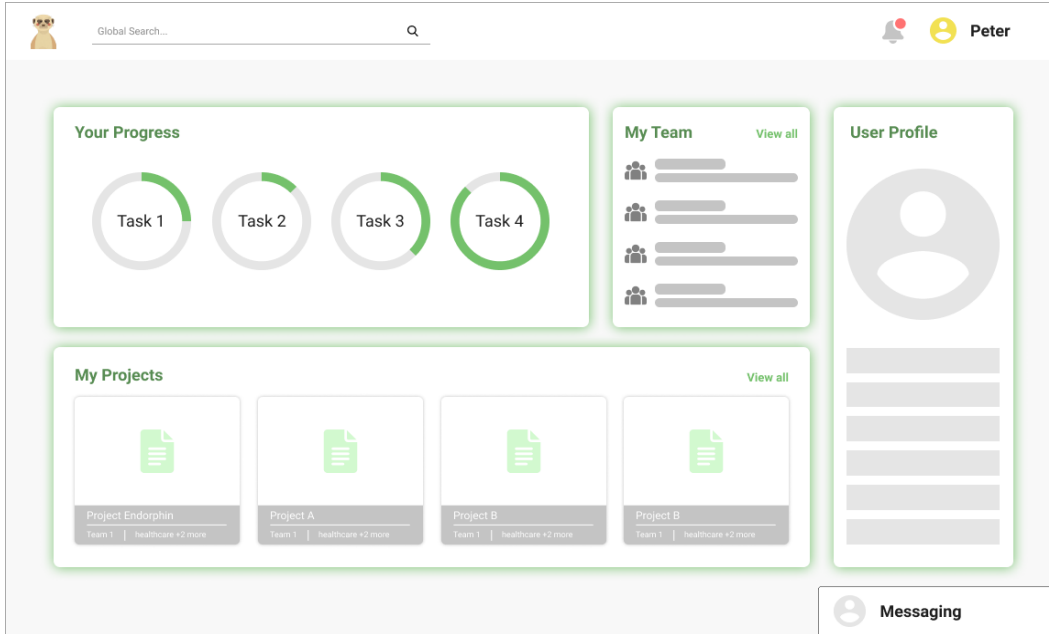 Global Search...
Peter
Your Progress
Task 1
Task 2
Task 3
Task 4
My Team
View all
User Profile
My Projects
View all
Project Endorphin
Team 1 | healthcare +2 more
Project A
Team 1 | healthcare +2 more
Project B
Team 1 | healthcare +2 more
Project B
Team 1 | healthcare +2 more
Messaging